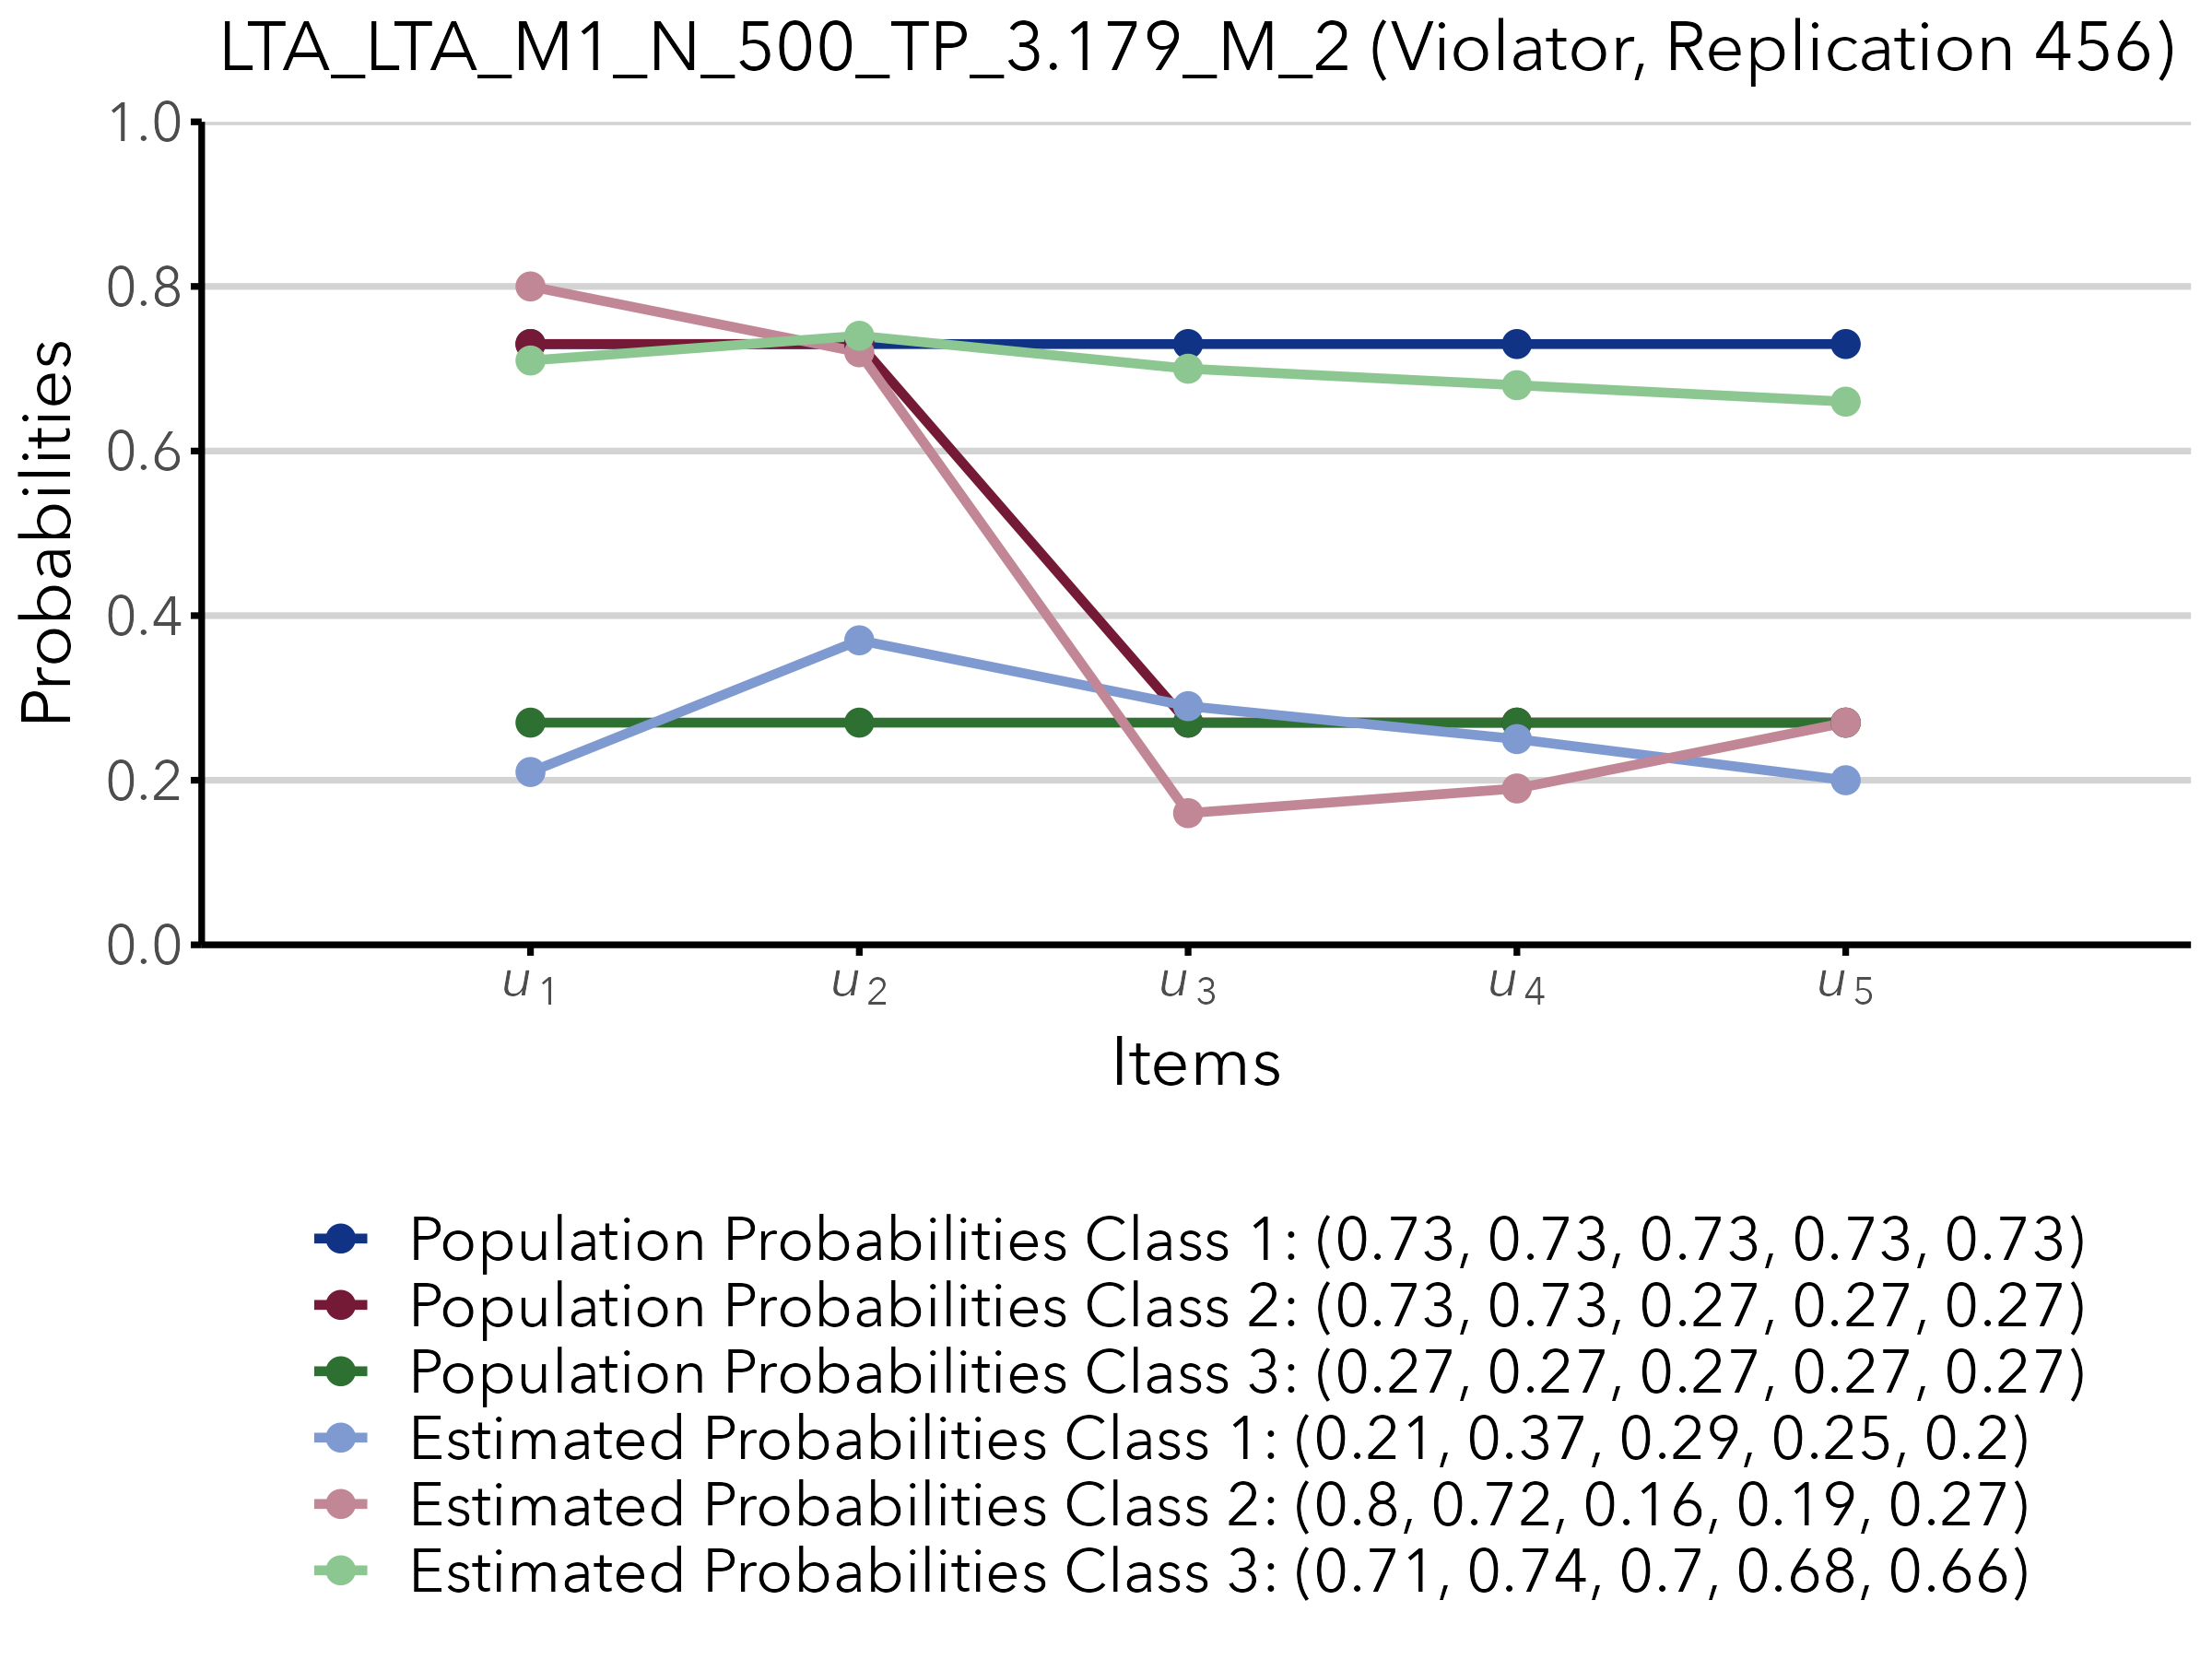 LTA_LTA_M1_N_500_TP_3.179_M_2 (Violator, Replication 456)
Probabilities
1.0
0.8
0.6
0.4
0.2
0.0
u1 u2 u3 u4 u5
Items
Population Probabilities Class 1: (0.73, 0.73, 0.73, 0.73, 0.73)
Population Probabilities Class 2: (0.73, 0.73, 0.27, 0.27, 0.27)
Population Probabilities Class 3: (0.27, 0.27, 0.27, 0.27, 0.27)
Estimated Probabilities Class 1: (0.21, 0.37, 0.29, 0.25, 0.2)
Estimated Probabilities Class 2: (0.8, 0.72, 0.16, 0.19, 0.27)
Estimated Probabilities Class 3: (0.71, 0.74, 0.7, 0.68, 0.66)